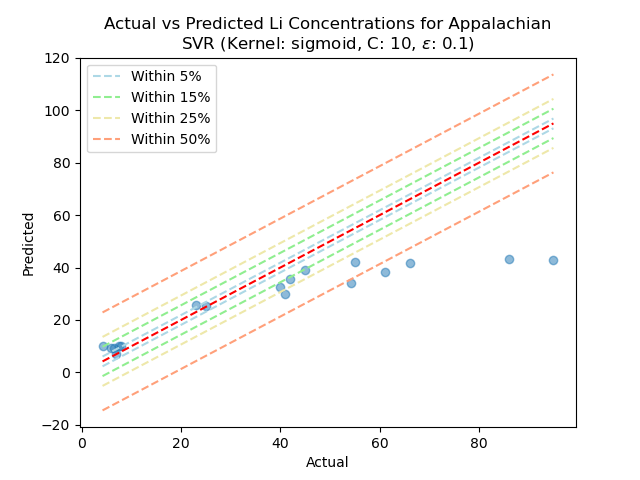 Actual vs Predicted Li Concentrations for Appalachian
SVR (Kernel: sigmoid, C: 10, ε: 0.1)
120
100
80
60
40
20
0
−20
Predicted
Within 5%
Within 15%
Within 25%
Within 50%
0 20 40 60 80
Actual